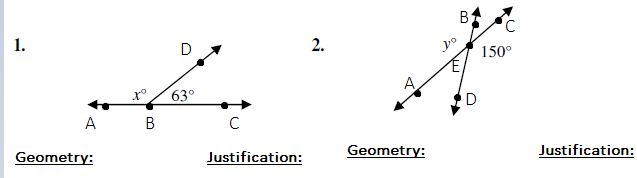 1.
D
x° 63°
A B C
Geometry: Justification:
2.
B C
y° 150°
E
A
D
Geometry: Justification: